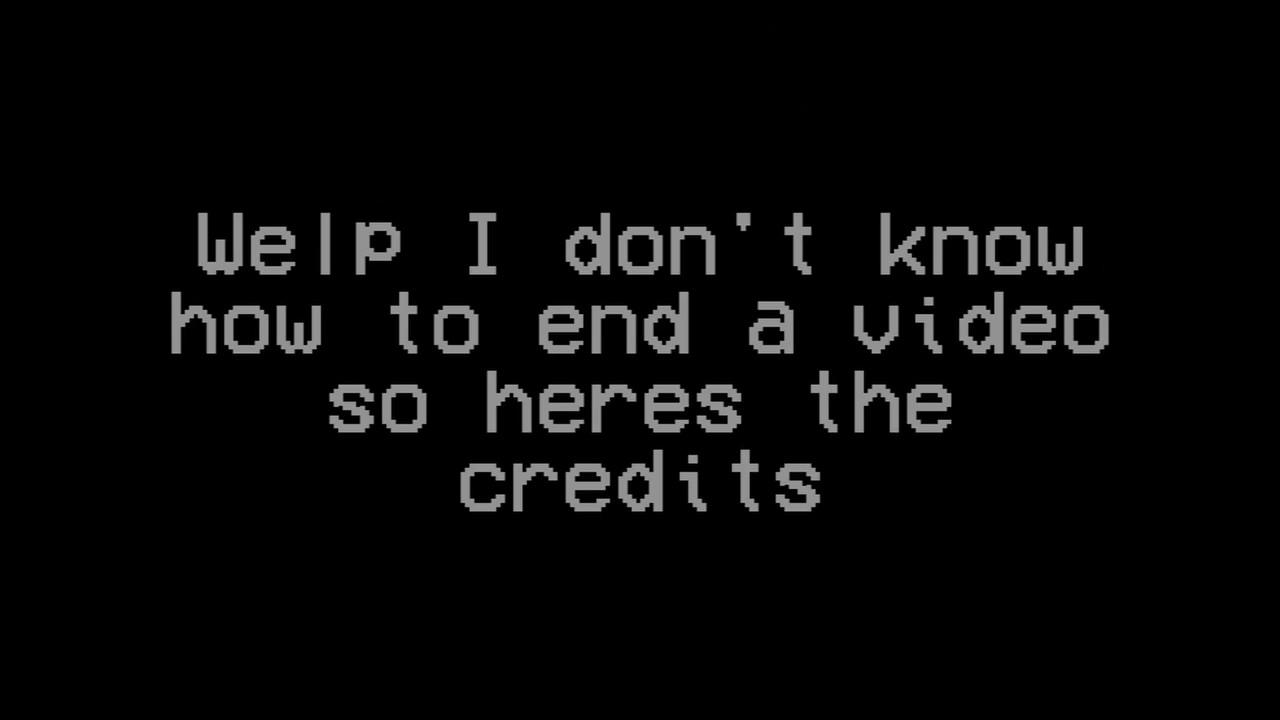 Welp I don't know
how to end a video
so heres the
credits